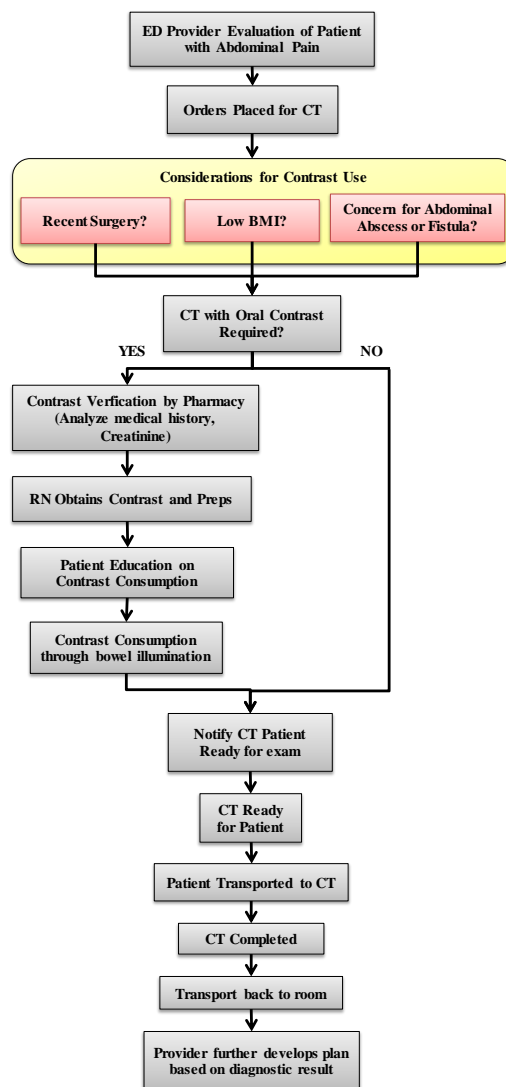 ED Provider Evaluation of Patient
with Abdominal Pain
Orders Placed for CT
Considerations for Contrast Use
Recent Surgery?
Low BMI?
Concern for Abdominal
Abscess or Fistula?
CT with Oral Contrast
Required?
YES
NO
Contrast Verfication by Pharmacy
(Analyze medical history,
Creatinine)
RN Obtains Contrast and Preps
Patient Education on
Contrast Consumption
Contrast Consumption
through bowel illumination
Notify CT Patient
Ready for exam
CT Ready
for Patient
Patient Transported to CT
CT Completed
Transport back to room
Provider further develops plan
based on diagnostic result